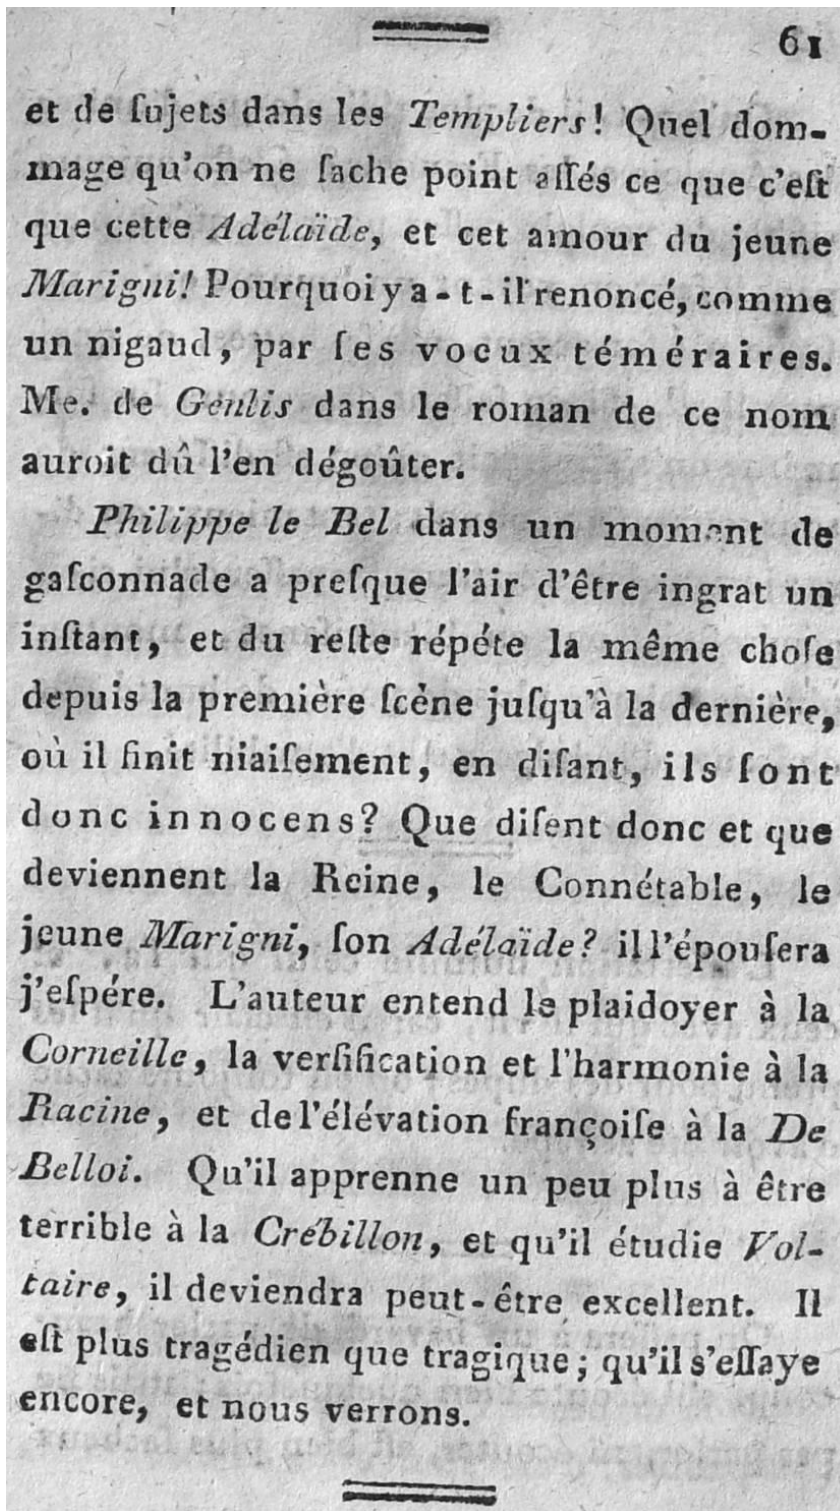 61
et de ſujets dans les Templiers! Quel dom-
mage qu'on ne ſache point aſſés ce que c'eſt
que cette Adélaïde, et cet amour du jeune
Marigni! Pourquoi y a-t-il renoncé, comme
un nigaud, par ſes voeux téméraires.
Me. de Genlis dans le roman de ce nom
auroit dû l'en dégoûter.
Philippe le Bel dans un moment de
gaſconnade a preſque l'air d'être ingrat un
inſtant, et du reſte répéte la même choſe
depuis la première ſcène juſqu'à la dernière,
où il finit niaiſement, en diſant, ils ſont
donc innocens? Que diſent donc et que
deviennent la Reine, le Connétable, le
jeune Marigni, ſon Adélaïde? il l'épouſera
j'eſpére. L'auteur entend le plaidoyer à la
Corneille, la verſification et l'harmonie à la
Racine, et de l'élévation françoiſe à la De
Belloi. Qu'il apprenne un peu plus à être
terrible à la Crébillon, et qu'il étudie Vol-
taire, il deviendra peut-être excellent. Il
eſt plus tragédien que tragique; qu'il s'eſſaye
encore, et nous verrons.